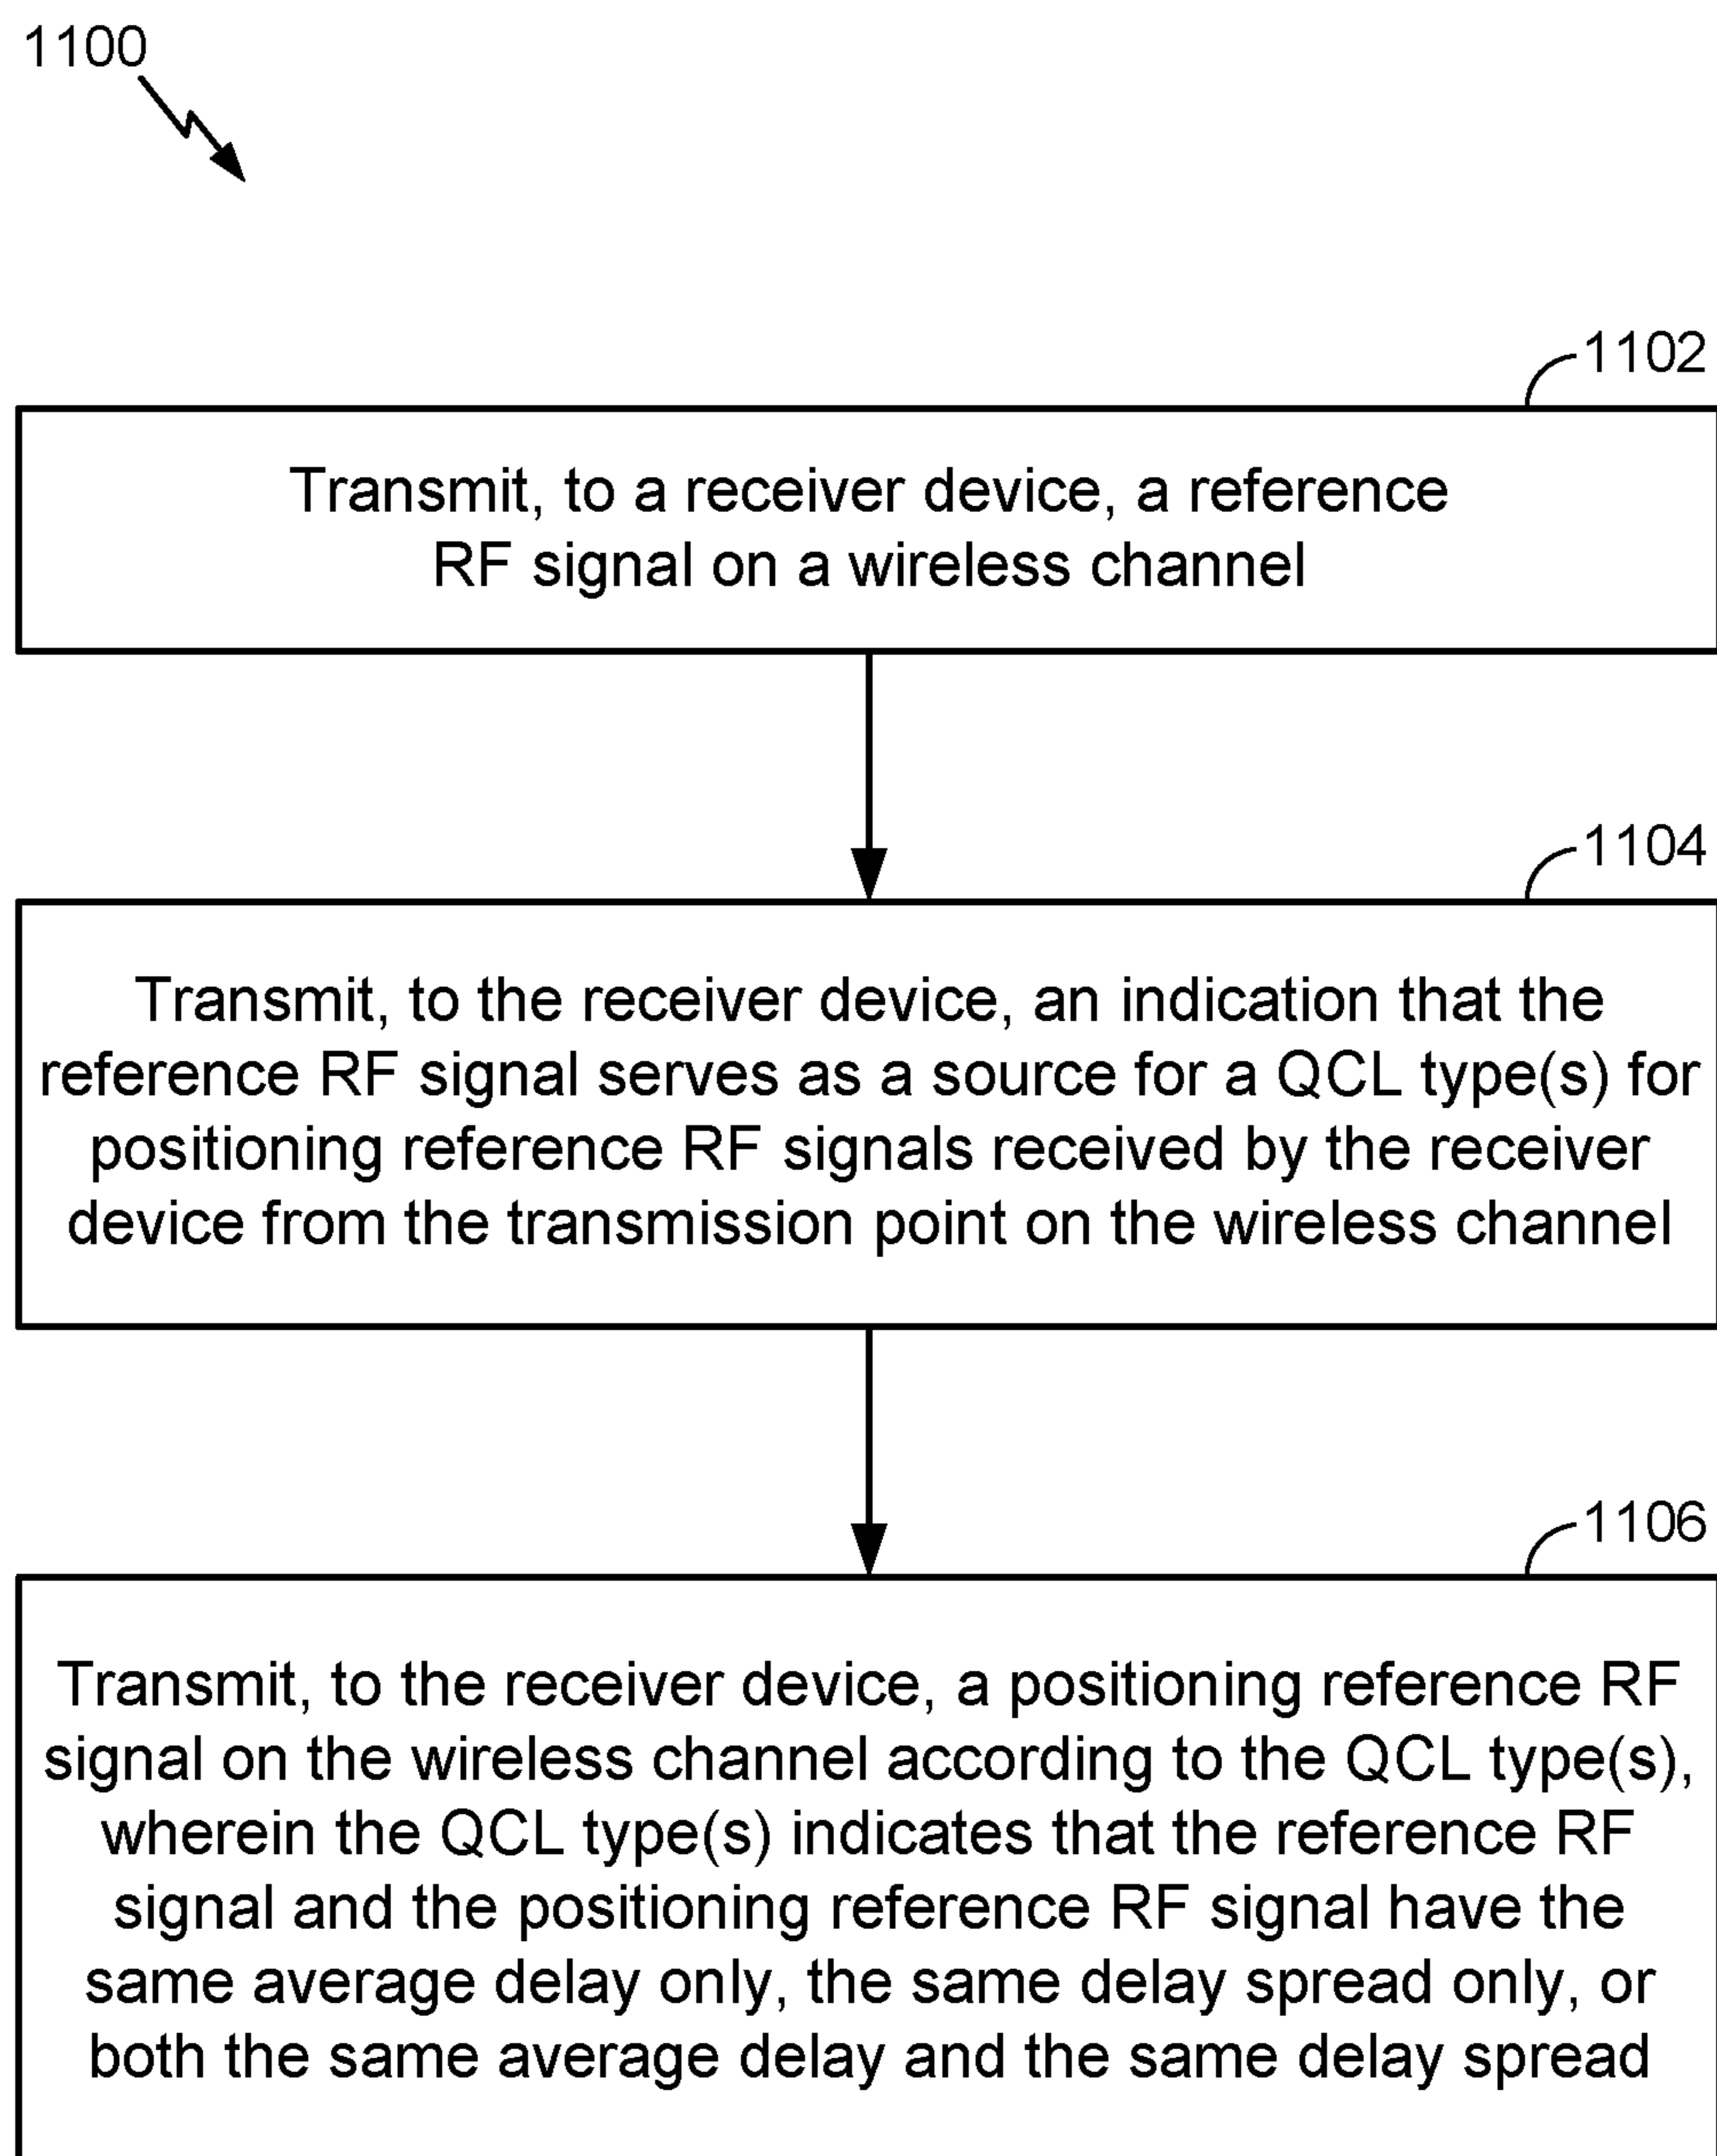 1100
1102
Transmit, to a receiver device, a reference
RF signal on a wireless channel
1104
Transmit, to the receiver device, an indication that the
reference RF signal serves as a source for a QCL type(s) for
positioning reference RF signals received by the receiver
device from the transmission point on the wireless channel
1106
Transmit, to the receiver device, a positioning reference RF
signal on the wireless channel according to the QCL type(s),
wherein the QCL type(s) indicates that the reference RF
signal and the positioning reference RF signal have the
same average delay only, the same delay spread only, or
both the same average delay and the same delay spread